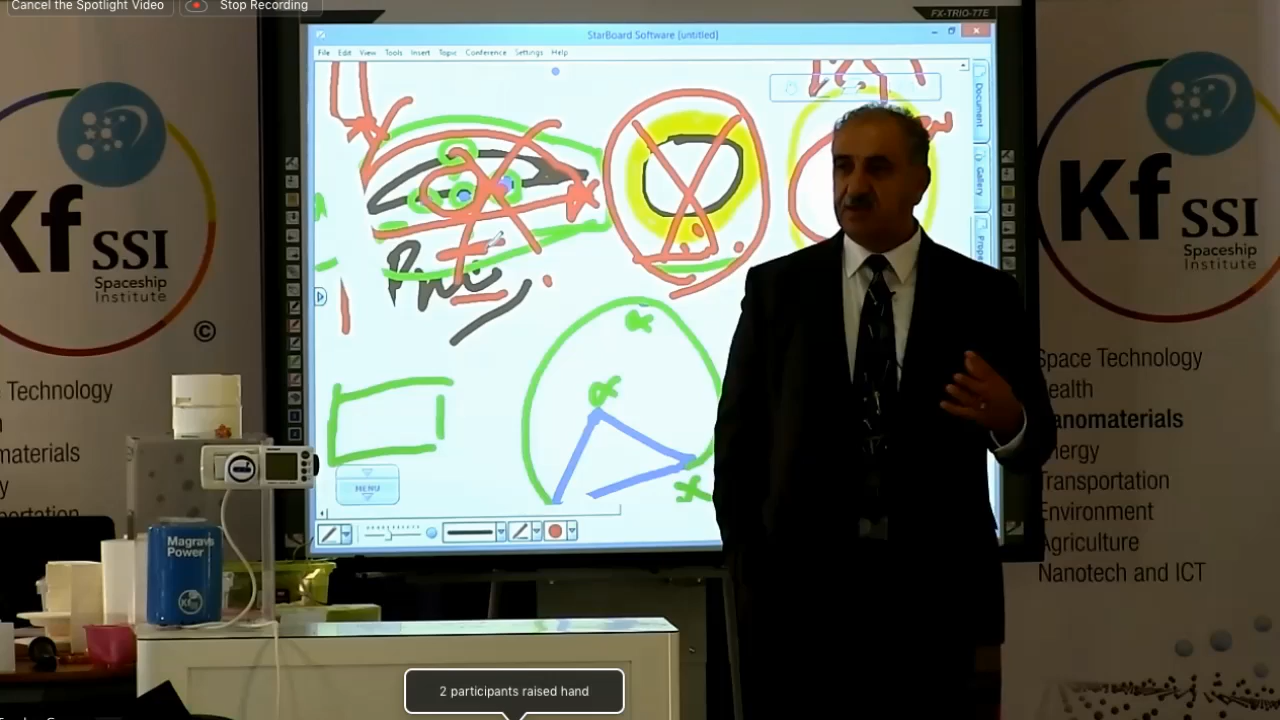 Cancel the Spotlight Video
Stop Recording
FX-TRIO-77E
StarBoard Software [untitled]
File Edit View Tools Insert Topic Conference Settings Help
Document
Gallery
MENU
Kf SSI
Spaceship
Institute
©
Technology
materials
Magravs
Power
Kf SSI
Spaceship
Institute
Space Technology
Health
Nanomaterials
Energy
Transportation
Environment
Agriculture
Nanotech and ICT
2 participants raised hand